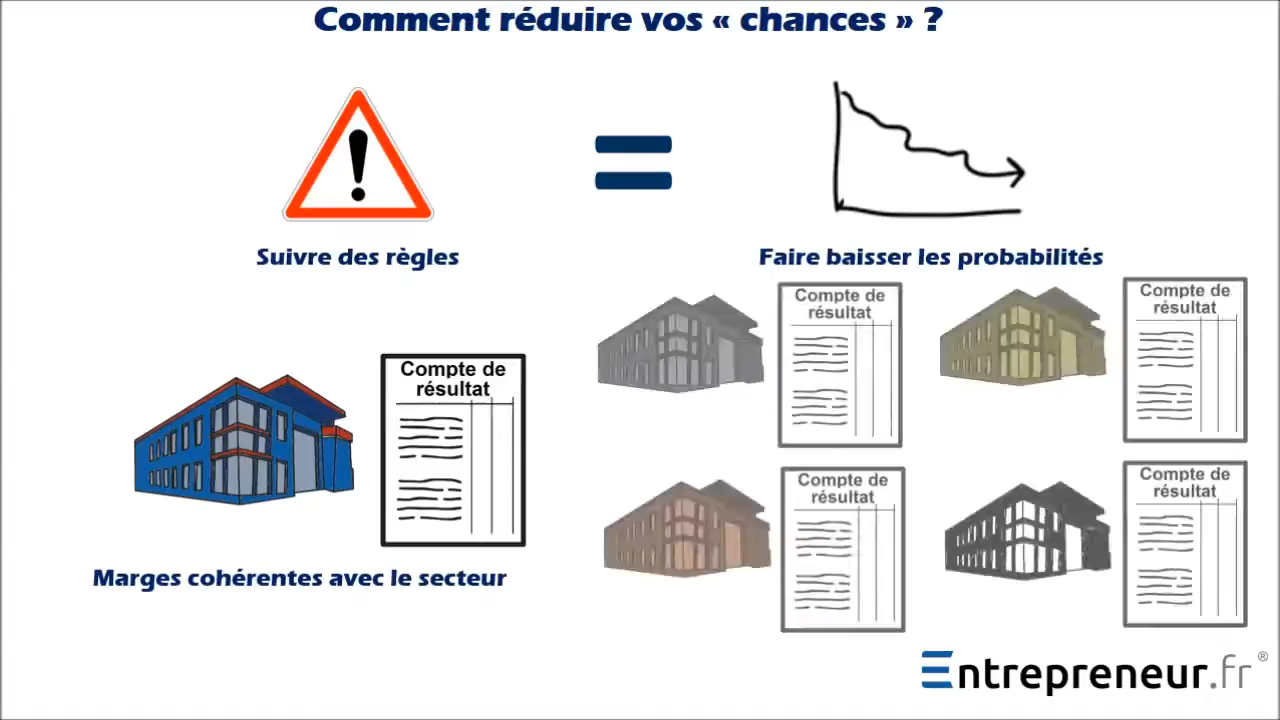 Comment réduire vos « chances » ?
Suivre des règles
Faire baisser les probabilités
Compte de
résultat
Compte de
résultat
Compte de
résultat
Marges cohérentes avec le secteur
Compte de
résultat
Compte de
résultat
Entrepreneur.fr®